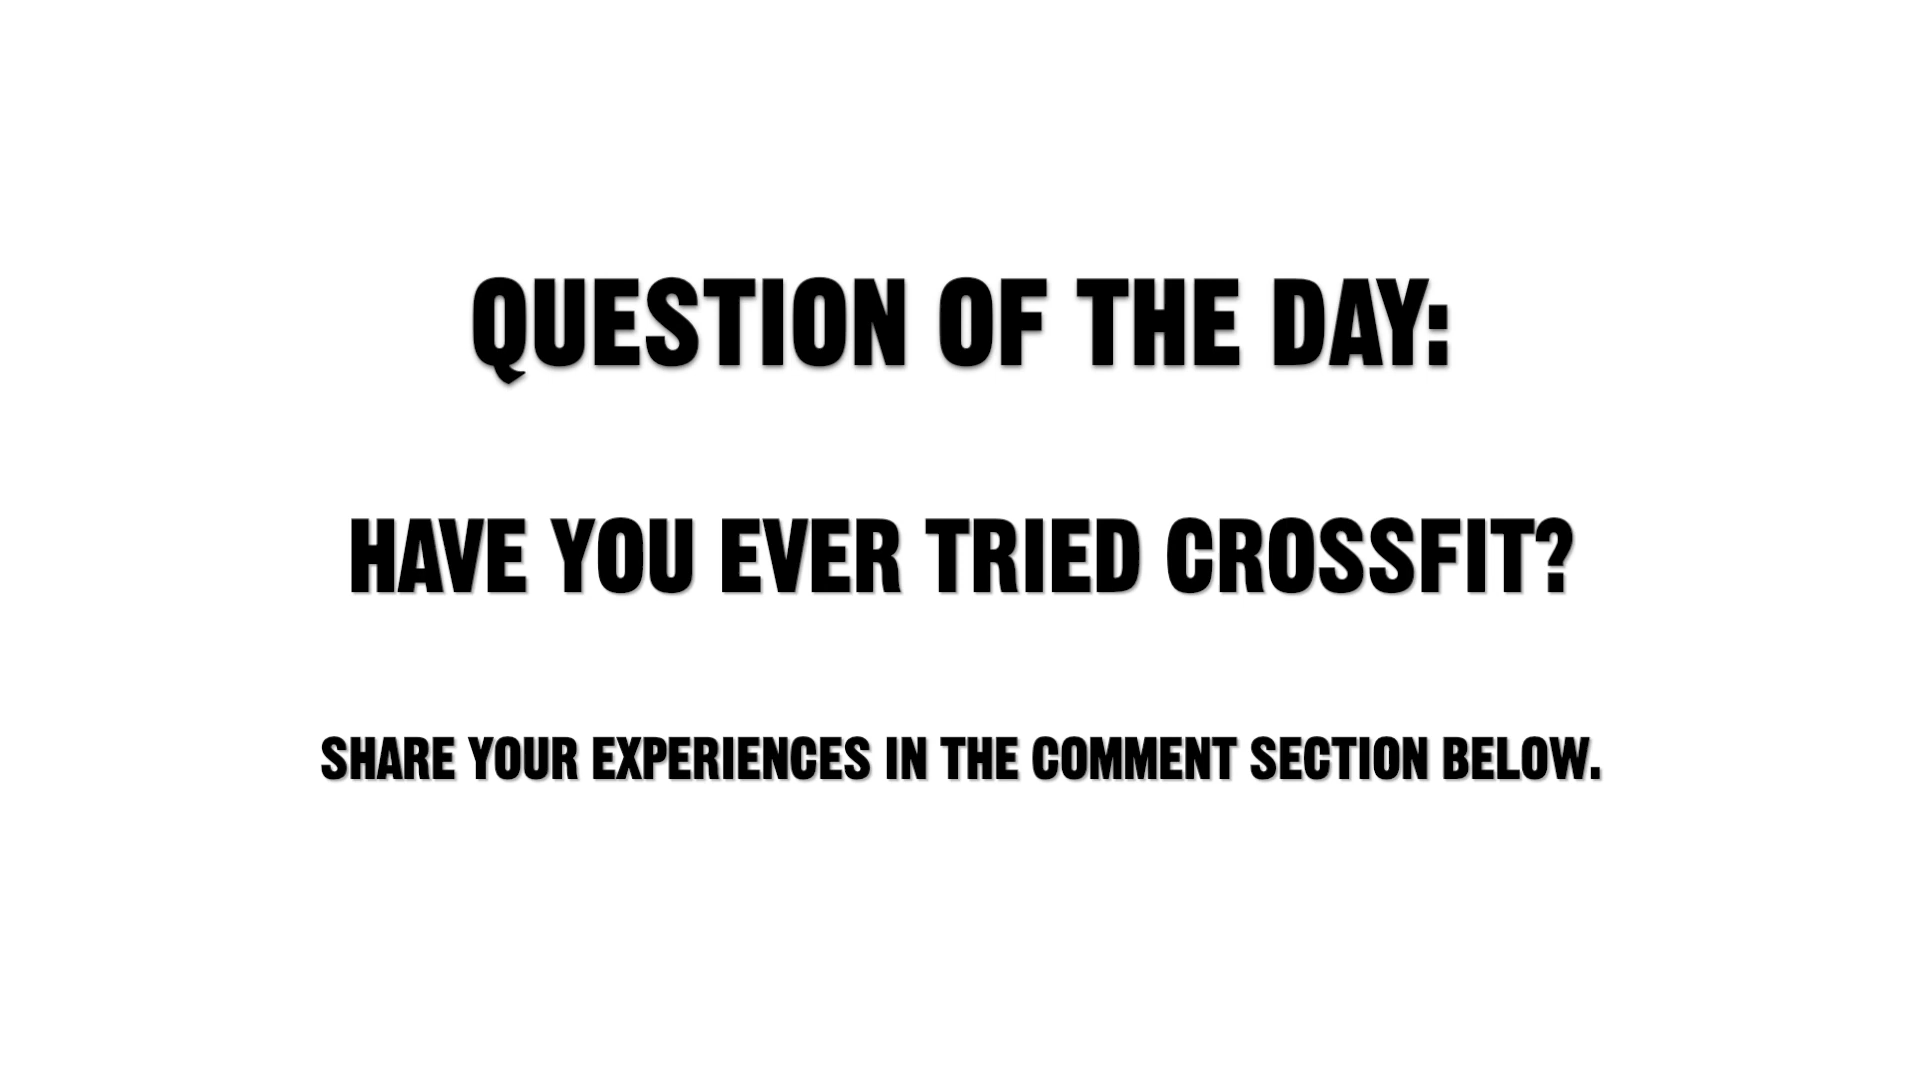 QUESTION OF THE DAY:
HAVE YOU EVER TRIED CROSSFIT?
SHARE YOUR EXPERIENCES IN THE COMMENT SECTION BELOW.